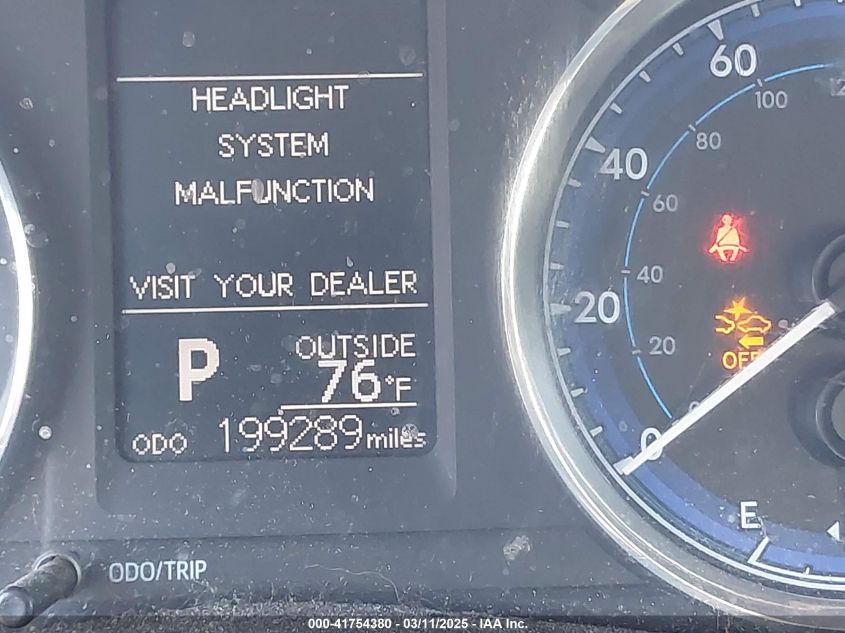 HEADLIGHT
SYSTEM
MALFUNCTION
VISIT YOUR DEALER
P
OUTSIDE
76°F
ODO 199289 miles
ODO/TRIP
60
100
80
40
60
40
20
20
OFF
0
E
000-41754380 - 03/11/2025 - IAA Inc.